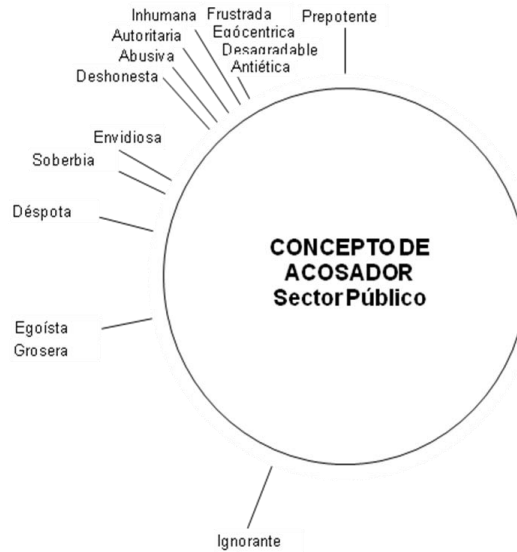 Inhumana
Frustrada
Prepotente
Autoritaria
Egócentrica
Abusiva
Desagradable
Deshonesta
Antiética
Envidiosa
Soberbia
Déspota
CONCEPTO DE
ACOSADOR
Sector Público
Egoísta
Grosera
Ignorante